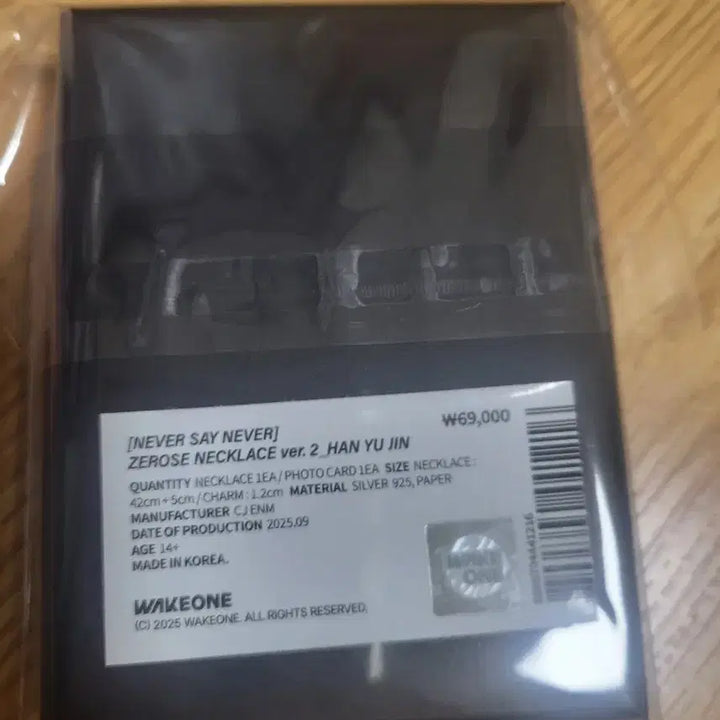 [NEVER SAY NEVER]
₩69,000
ZEROSE NECKLACE ver. 2_HAN YU JIN
QUANTITY NECKLACE 1EA / PHOTO CARD 1EA SIZE NECKLACE :
42cm + 5cm / CHARM : 1.2cm MATERIAL SILVER 925, PAPER
MANUFACTURER CJ ENM
DATE OF PRODUCTION 2025.09
AGE 14+
MADE IN KOREA.
WAKEONE
(C) 2025 WAKEONE. ALL RIGHTS RESERVED.
WAKE
ONE